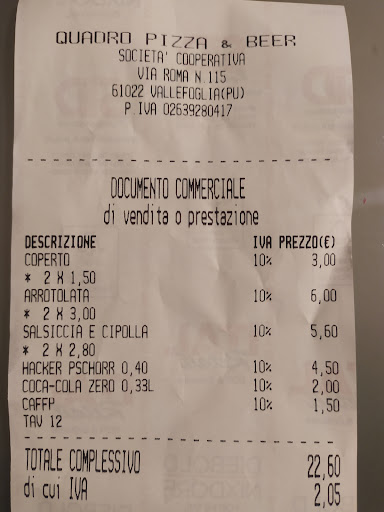 QUADRO PIZZA & BEER
SOCIETA' COOPERATIVA
VIA ROMA N.115
61022 VALLEFOGLIA(PU)
P.IVA 02639280417
DOCUMENTO COMMERCIALE
di vendita o prestazione
DESCRIZIONE IVA PREZZO(€)
COPERTO 10% 3,00
* 2 X 1,50
ARROTOLATA 10% 6,00
* 2 X 3,00
SALSICCIA E CIPOLLA 10% 5,60
* 2 X 2,80
HACKER PSCHORR 0,40 10% 4,50
COCA-COLA ZERO 0,33L 10% 2,00
CAFFP 10% 1,50
TAV 12
TOTALE COMPLESSIVO 22,60
di cui IVA 2,05